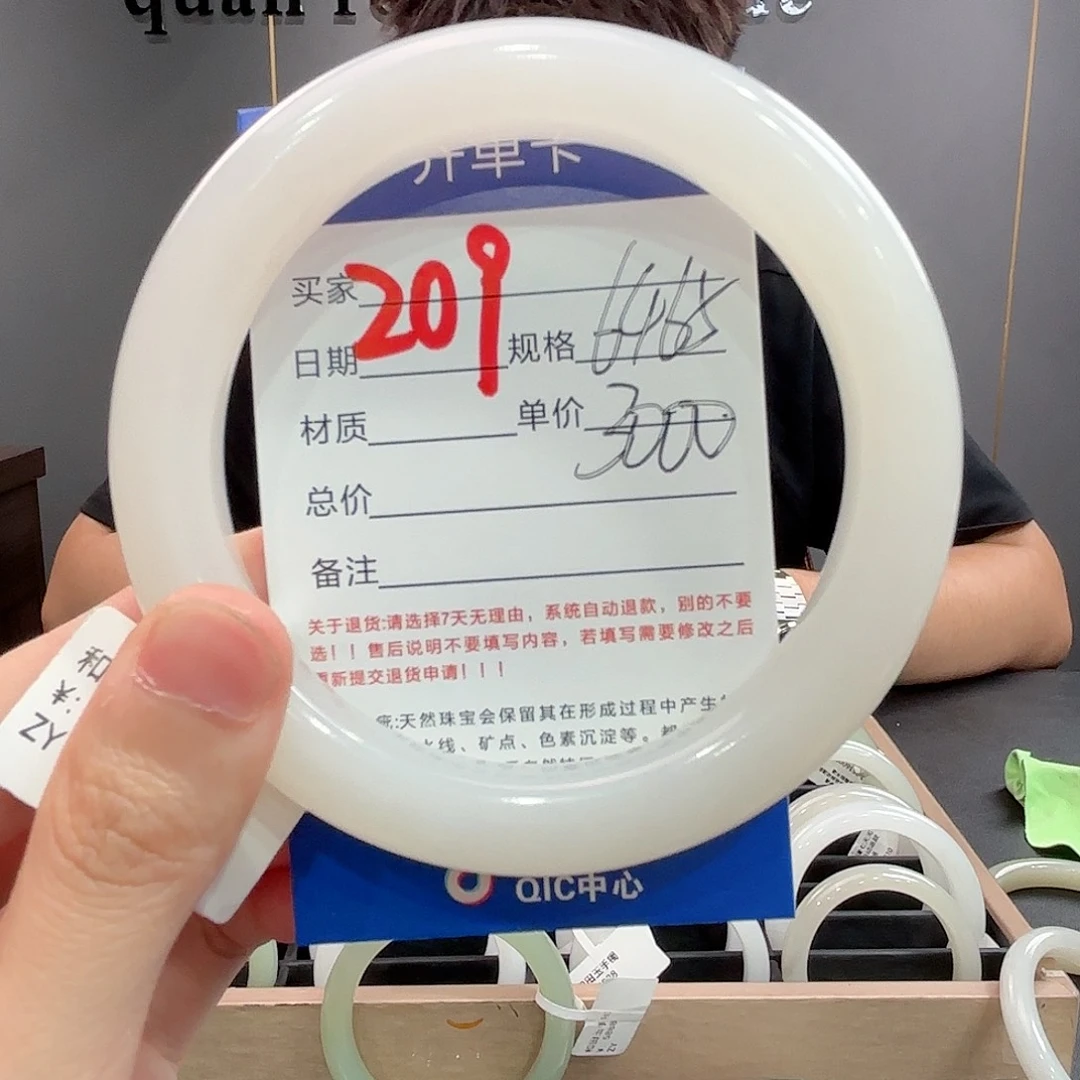 开单卡
买家 209
日期 规格 6465
材质 单价 3000
总价
备注
关于退货:请选择7天无理由，系统自动退款，别的不要
选！！售后说明不要填写内容，若填写需要修改之后
重新提交退货申请！！！
疵:天然珠宝会保留其在形成过程中产生
水线、矿点、色素沉淀等。
QIC中心